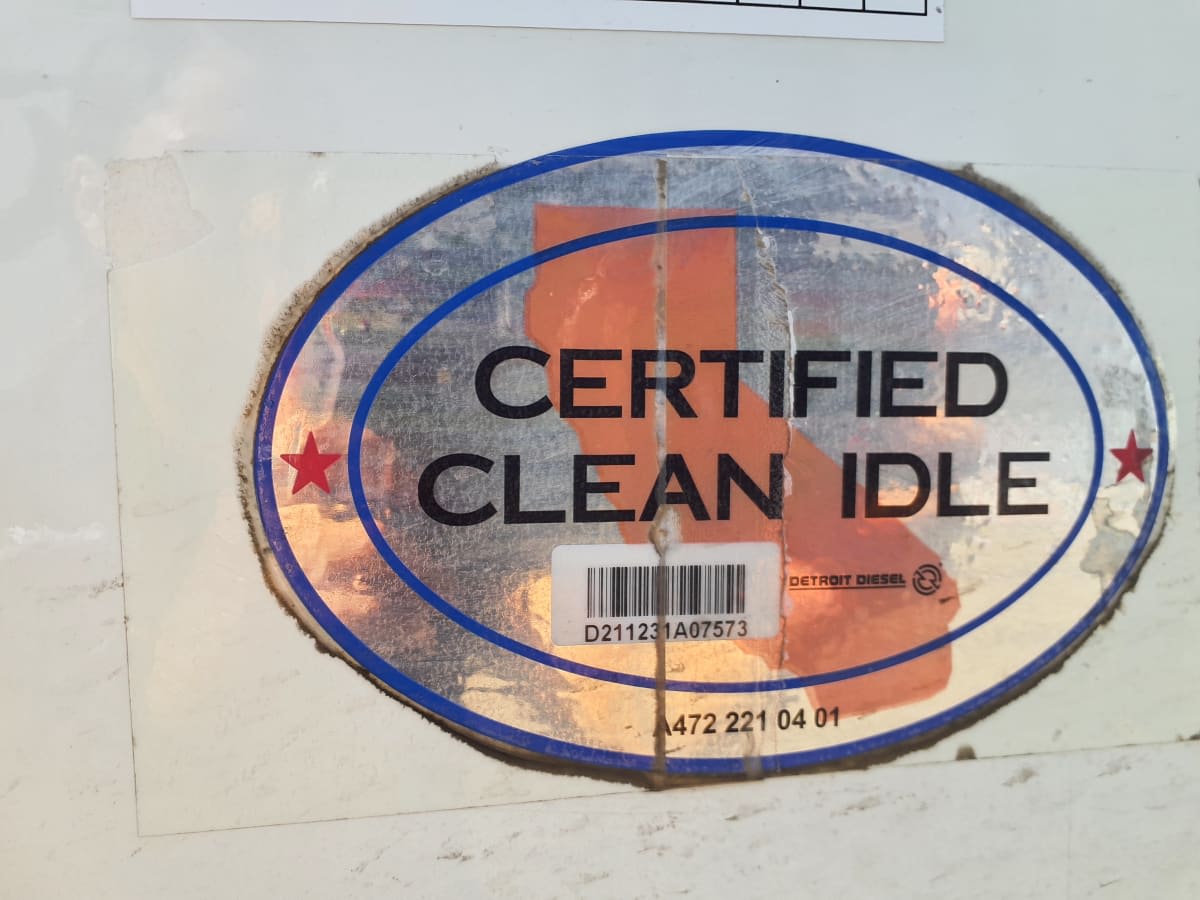 CERTIFIED
CLEAN IDLE
DETROIT DIESEL
D211231A07573
A472 221 04 01